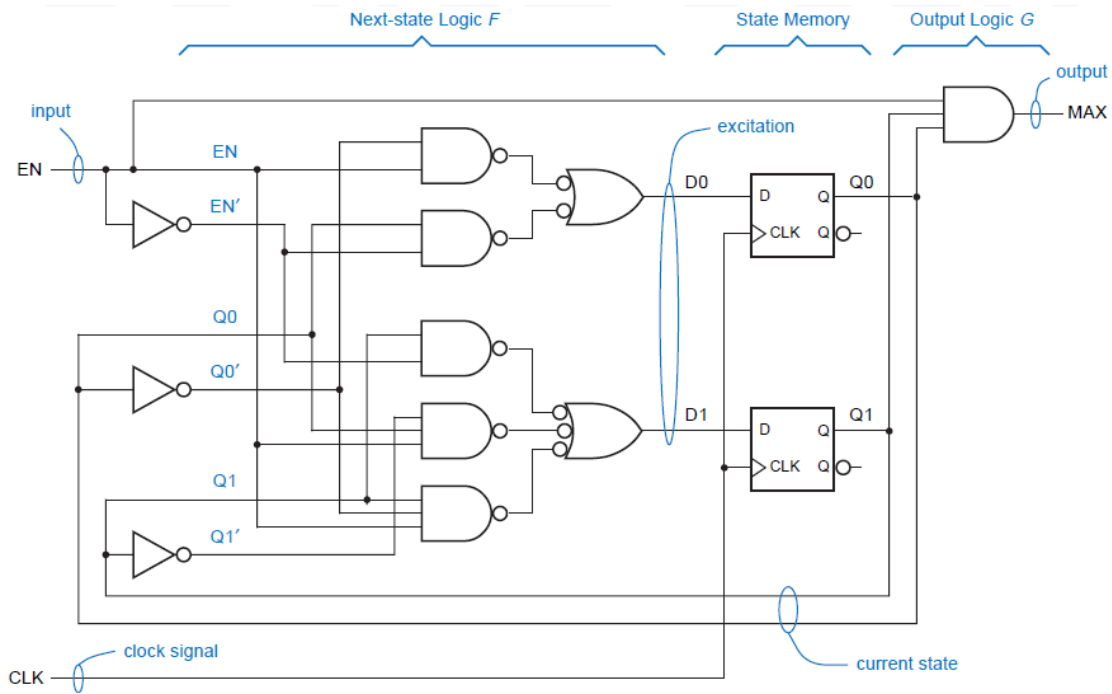 Next-state Logic F
State Memory
Output Logic G
input
output
excitation
MAX
EN
EN
D0
D
Q
Q0
EN′
CLK
Q
Q0
Q0′
D1
D
Q
Q1
CLK
Q
Q1
Q1′
clock signal
current state
CLK